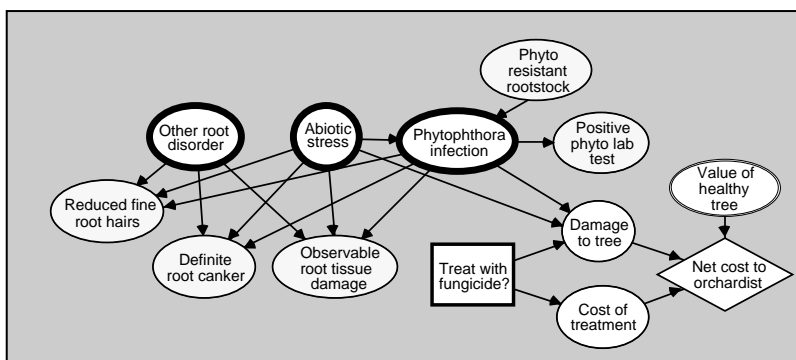 Phyto
resistant
rootstock
Other root
disorder
Abiotic
stress
Phytophthora
infection
Positive
phyto lab
test
Value of
healthy
tree
Reduced fine
root hairs
Damage
to tree
Definite
root canker
Observable
root tissue
damage
Treat with
fungicide?
Net cost to
orchardist
Cost of
treatment